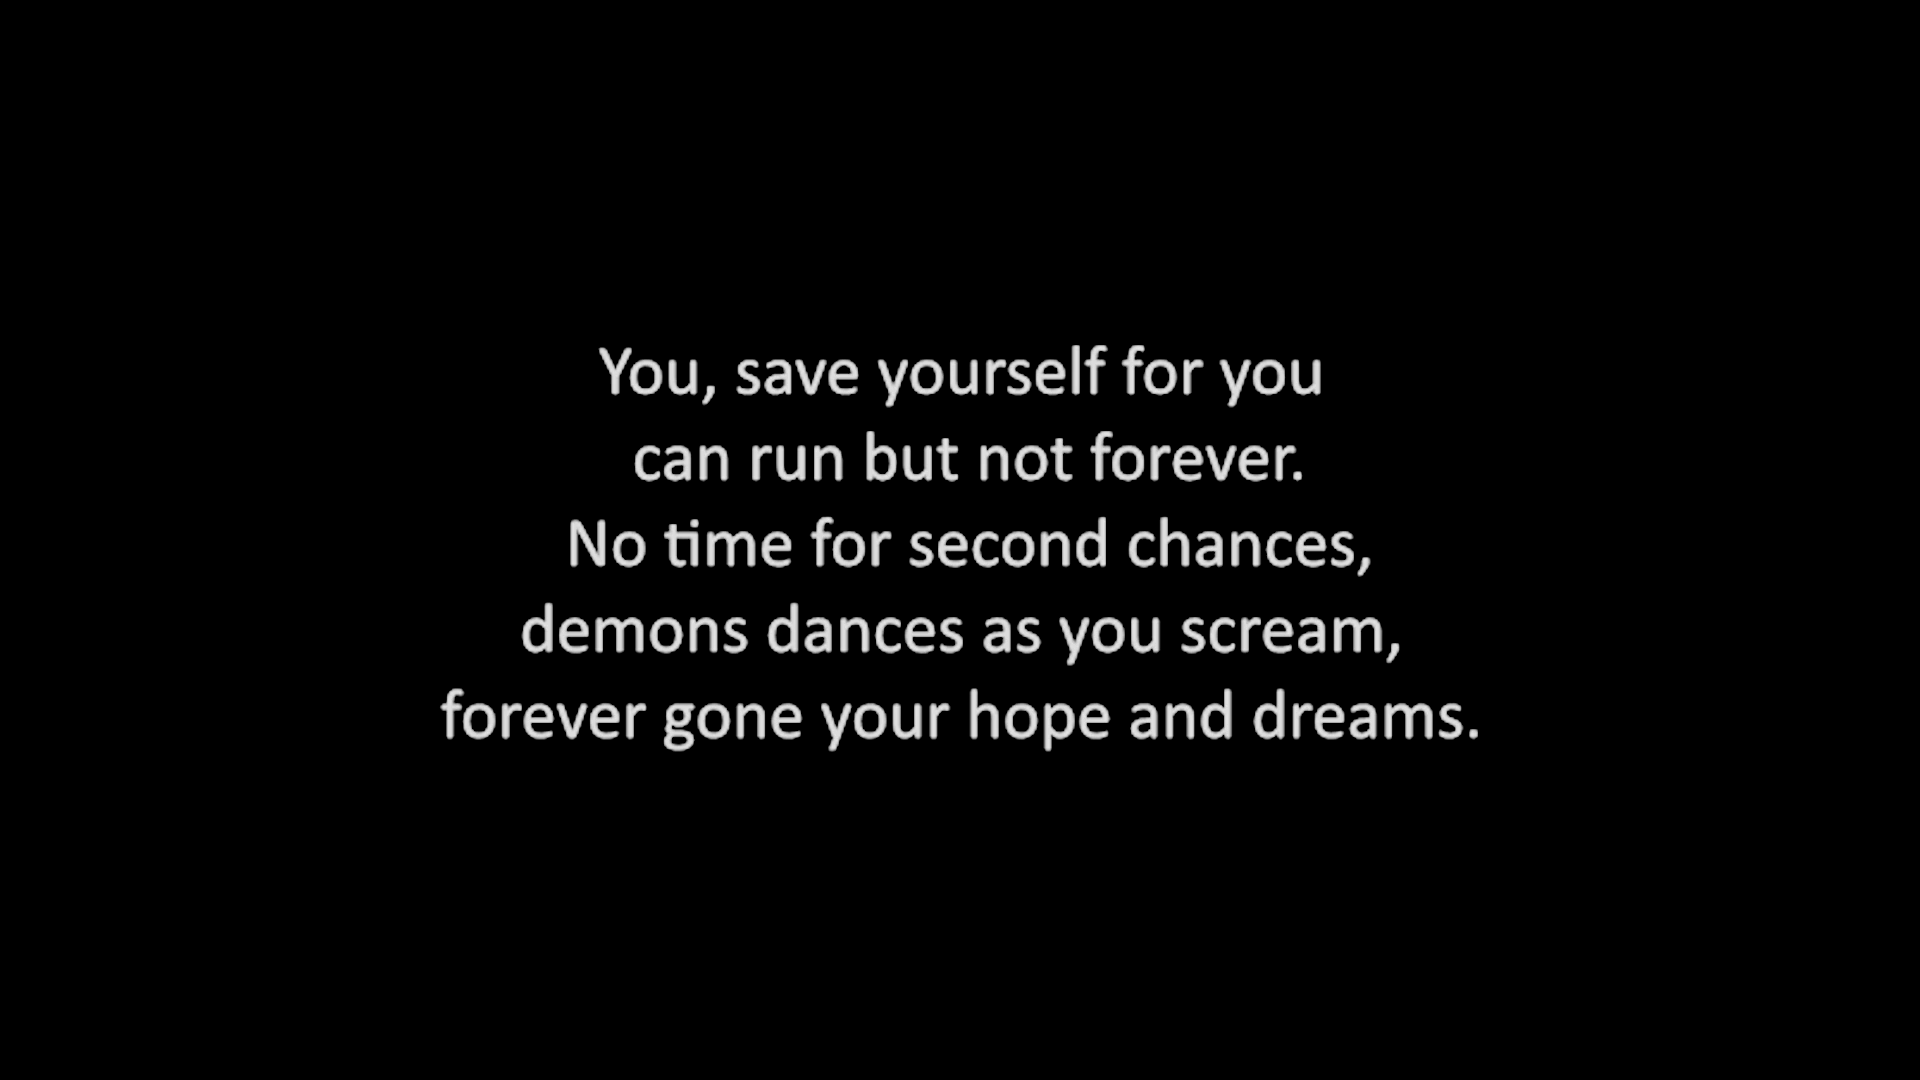 You, save yourself for you
can run but not forever.
No time for second chances,
demons dances as you scream,
forever gone your hope and dreams.